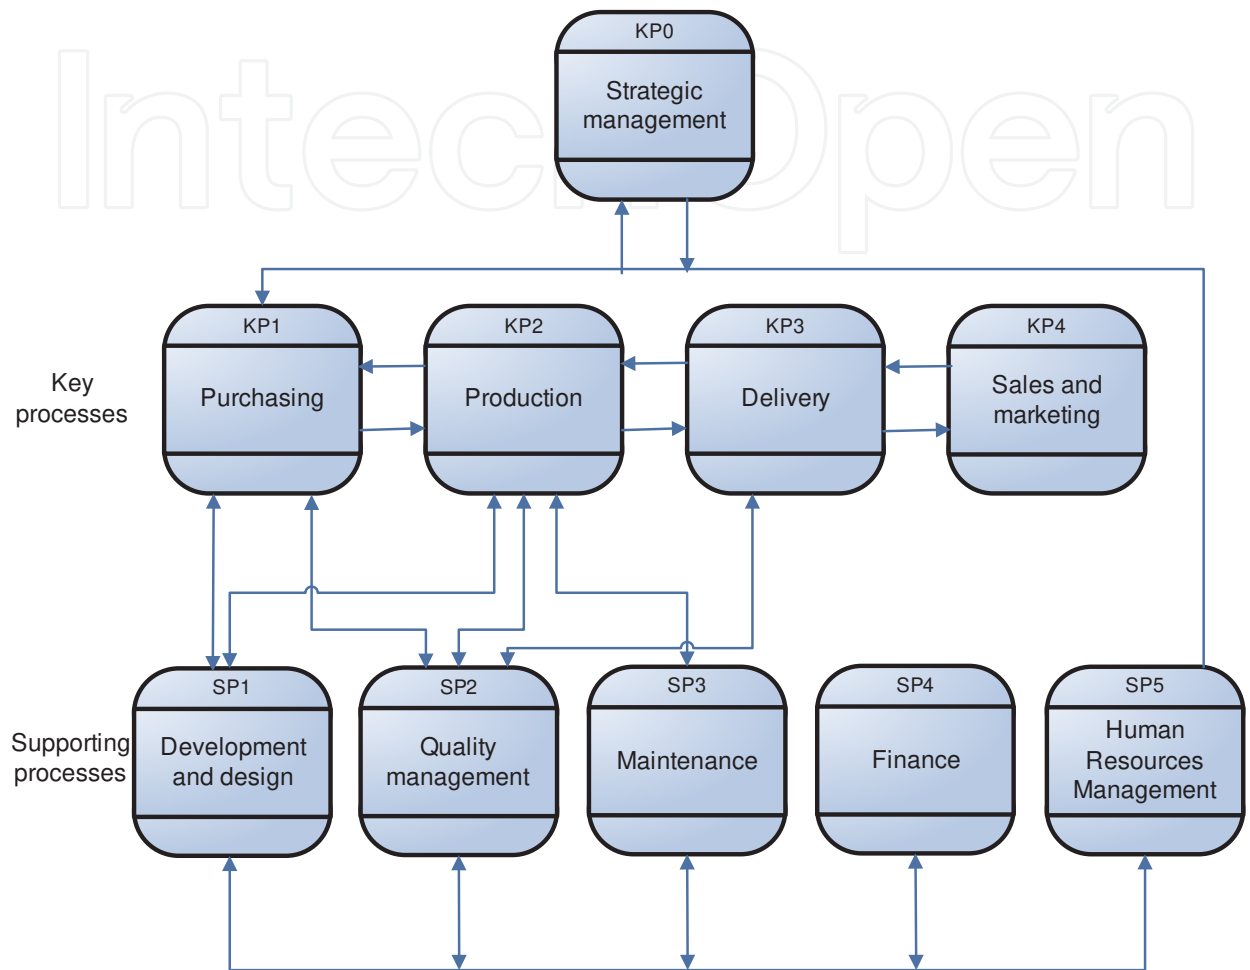 IntechOpen
KP0
Strategic
management
KP1
KP2
KP3
KP4
Key
processes
Purchasing
Production
Delivery
Sales and
marketing
SP1
SP2
SP3
SP4
SP5
Supporting
processes
Development
and design
Quality
management
Maintenance
Finance
Human
Resources
Management